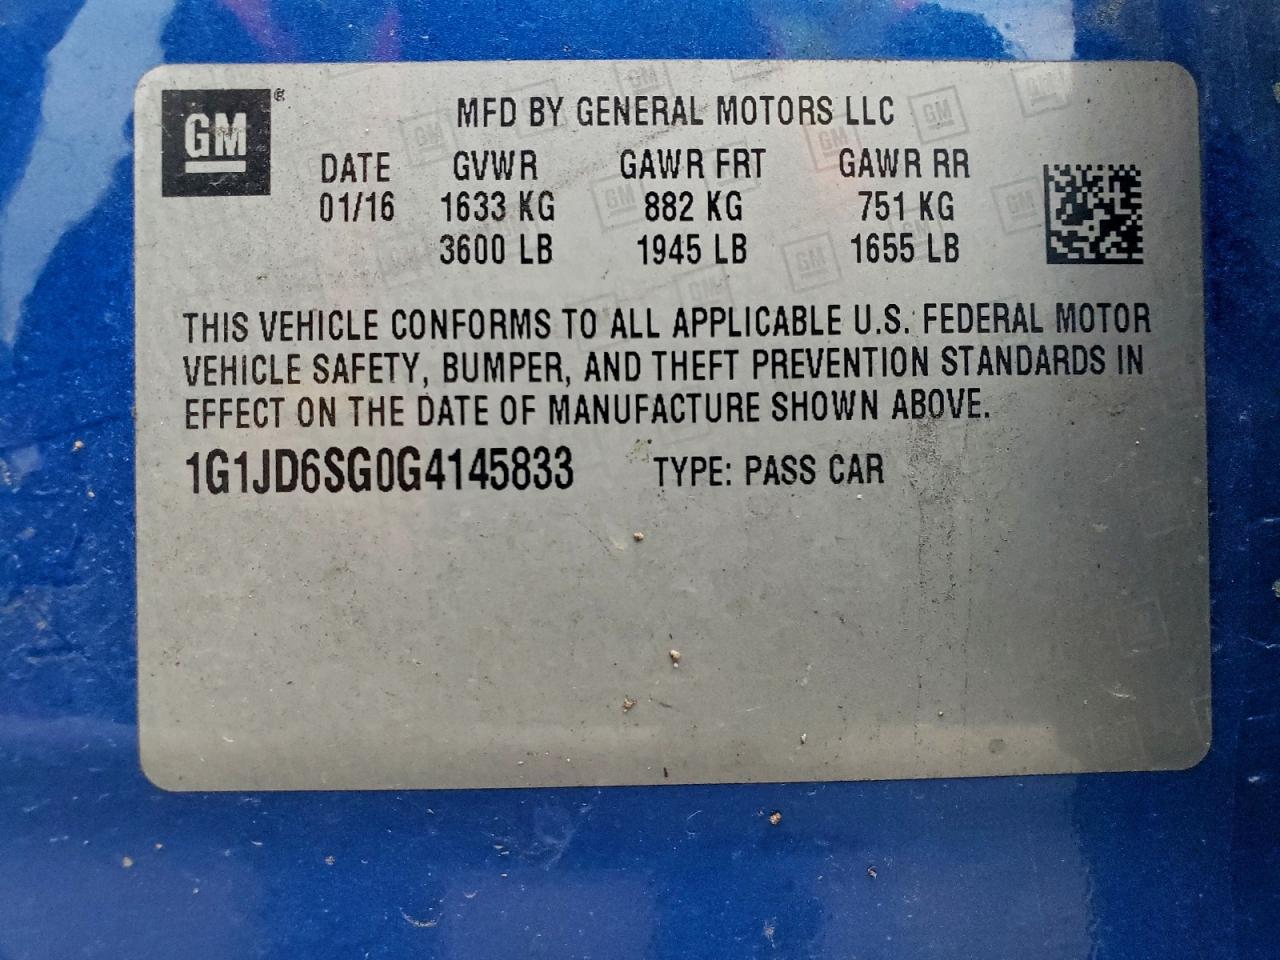 GM®
MFD BY GENERAL MOTORS LLC
DATE GVWR GAWR FRT GAWR RR
01/16 1633 KG 882 KG 751 KG
3600 LB 1945 LB 1655 LB
THIS VEHICLE CONFORMS TO ALL APPLICABLE U.S. FEDERAL MOTOR
VEHICLE SAFETY, BUMPER, AND THEFT PREVENTION STANDARDS IN
EFFECT ON THE DATE OF MANUFACTURE SHOWN ABOVE.
1G1JD6SG0G4145833 TYPE: PASS CAR